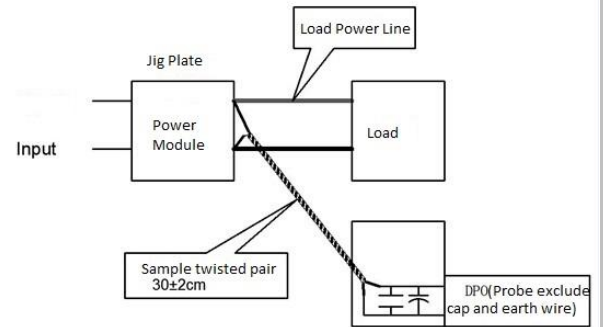 Load Power Line
Jig Plate
Power
Module
Load
Input
Sample twisted pair
30±2cm
DPO(Probe exclude
cap and earth wire)